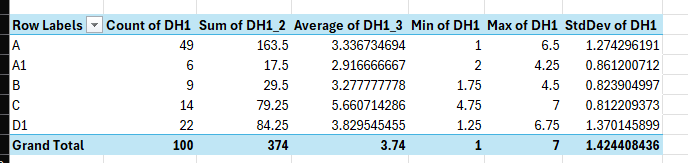 Row Labels Count of DH1 Sum of DH1_2 Average of DH1_3 Min of DH1 Max of DH1 StdDev of DH1
A 49 163.5 3.336734694 1 6.5 1.274296191
A1 6 17.5 2.916666667 2 4.25 0.861200712
B 9 29.5 3.277777778 1.75 4.5 0.823904997
C 14 79.25 5.660714286 4.75 7 0.812209373
D1 22 84.25 3.829545455 1.25 6.75 1.370145899
Grand Total 100 374 3.74 1 7 1.424408436